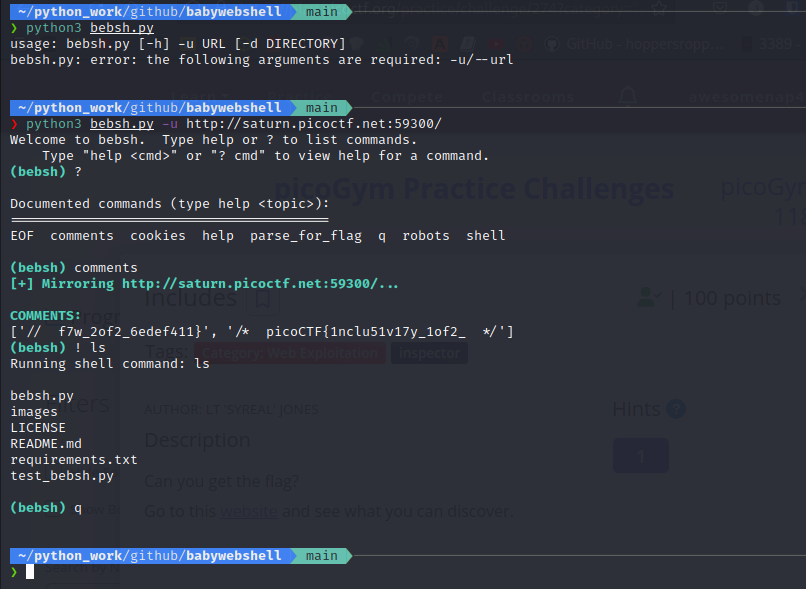 ~/python_work/github/babywebshell main
❯ python3 bebsh.py
usage: bebsh.py [-h] -u URL [-d DIRECTORY]
bebsh.py: error: the following arguments are required: -u/--url
GitHub - hoppersropp...
3389
Compete
Classrooms
~/python_work/github/babywebshell main
❯ python3 bebsh.py -u http://saturn.picoctf.net:59300/
Welcome to bebsh.  Type help or ? to list commands.
    Type "help <cmd>" or "? cmd" to view help for a command.
(bebsh) ?
picoGym Practice Challenges
Documented commands (type help <topic>):
========================================
EOF  comments  cookies  help  parse_for_flag  q  robots  shell
(bebsh) comments
[+] Mirroring http://saturn.picoctf.net:59300/...
Includes
| 100 points
COMMENTS:
['//  f7w_2of2_6edef411}', '/*  picoCTF{1nclu51v17y_1of2_  */']
(bebsh) ! ls
Tags: Category: Web Exploitation inspector
Running shell command: ls
bebsh.py
images
LICENSE
README.md
requirements.txt
test_bebsh.py
AUTHOR: LT 'SYREAL' JONES
Hints ?
Description
1
Can you get the flag?
Go to this website and see what you can discover.
(bebsh) q
~/python_work/github/babywebshell main
❯